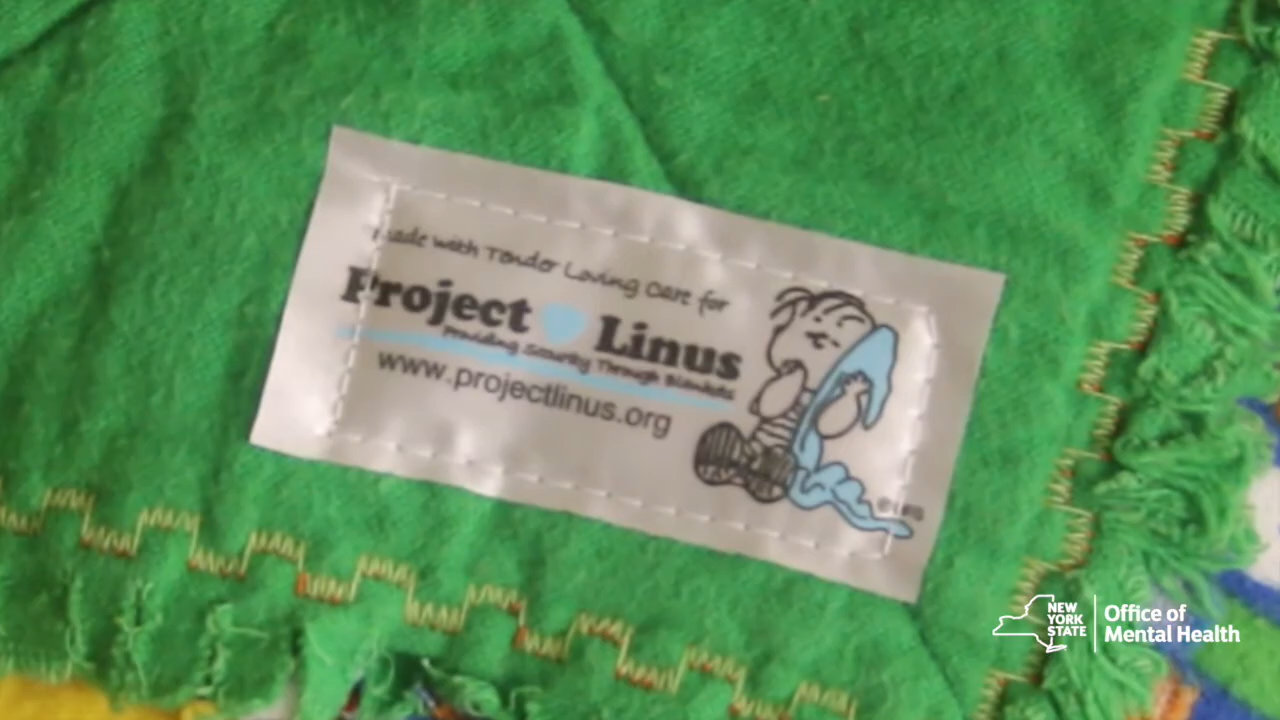 made with Tender Loving Care for
Project Linus
Providing Security Through Blankets
www.projectlinus.org
NEW
YORK
STATE
Office of
Mental Health